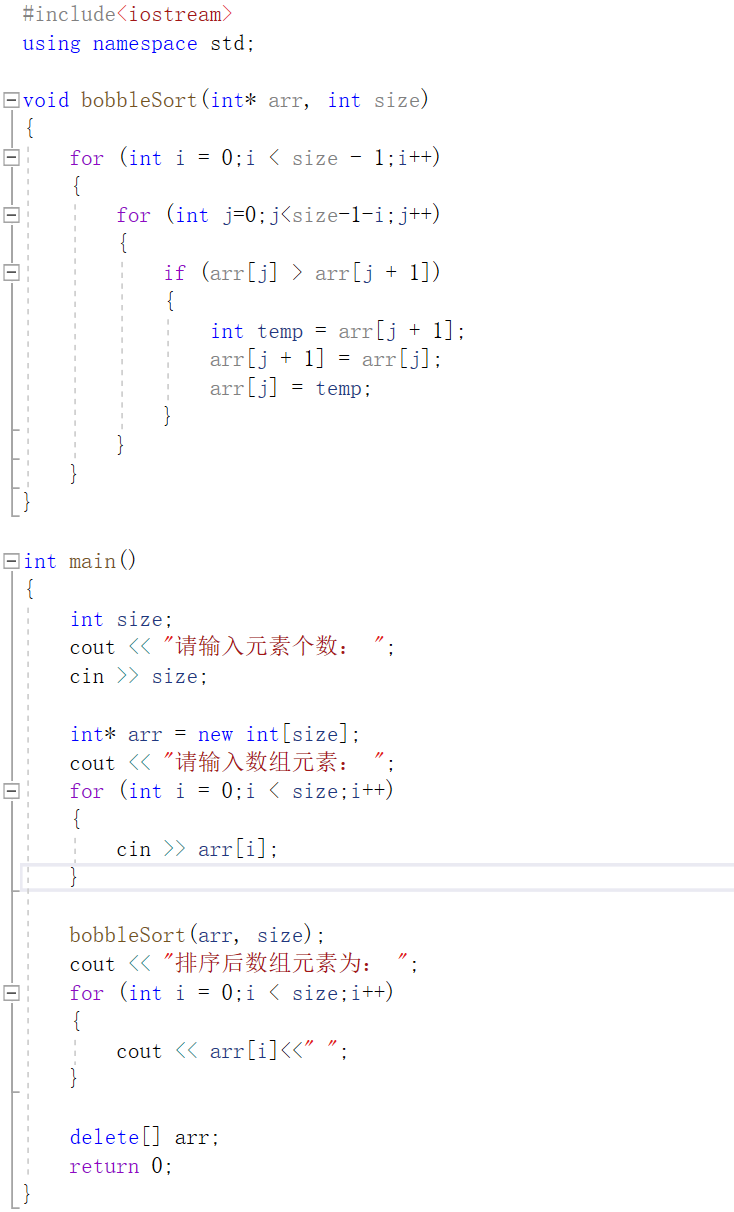 #include<iostream>
using namespace std;
void bobbleSort(int* arr, int size)
{
for (int i = 0;i < size - 1;i++)
{
for (int j=0;j<size-1-i;j++)
{
if (arr[j] > arr[j + 1])
{
int temp = arr[j + 1];
arr[j + 1] = arr[j];
arr[j] = temp;
}
}
}
}
int main()
{
int size;
cout << "请输入元素个数： ";
cin >> size;
int* arr = new int[size];
cout << "请输入数组元素： ";
for (int i = 0;i < size;i++)
{
cin >> arr[i];
}
bobbleSort(arr, size);
cout << "排序后数组元素为： ";
for (int i = 0;i < size;i++)
{
cout << arr[i]<<" ";
}
delete[] arr;
return 0;
}